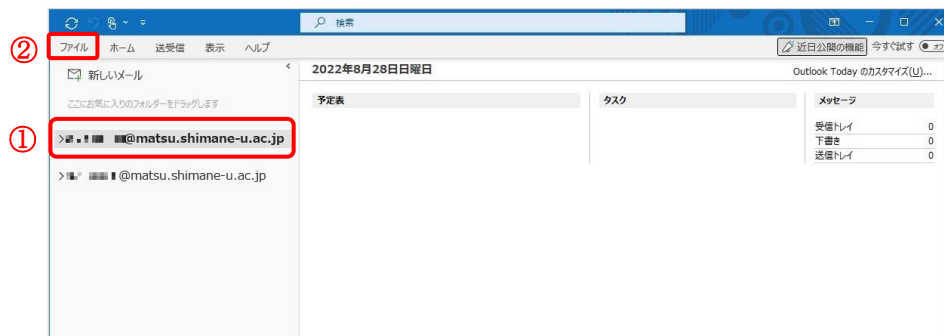 検索
② ファイル ホーム 送受信 表示 ヘルプ
近日公開の機能 今すぐ試す オフ
新しいメール
2022年8月28日日曜日
Outlook Today のカスタマイズ(U)...
ここにお気に入りのフォルダーをドラッグします
予定表
タスク
メッセージ
受信トレイ 0
下書き 0
送信トレイ 0
① @matsu.shimane-u.ac.jp
@matsu.shimane-u.ac.jp